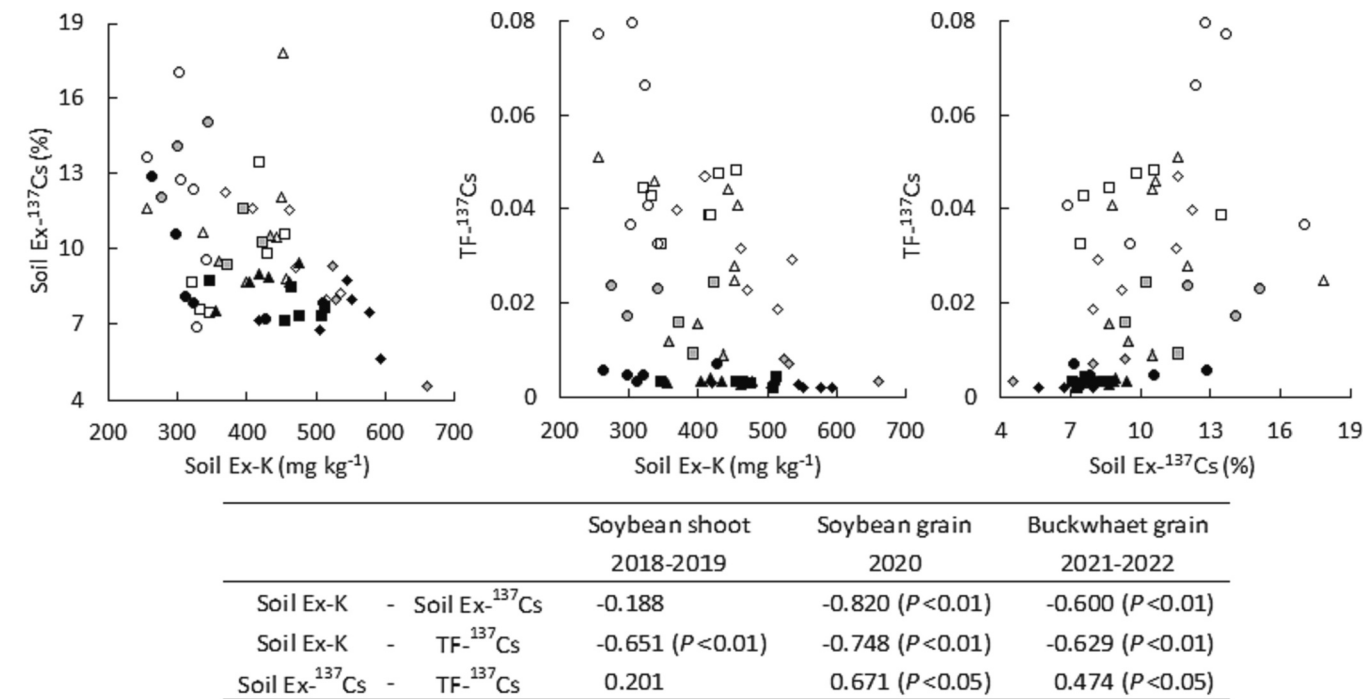 19
16
13
10
7
4
Soil Ex-¹³⁷Cs (%)
200 300 400 500 600 700
Soil Ex-K (mg kg⁻¹)
0.08
0.06
0.04
0.02
0
TF-¹³⁷Cs
200 300 400 500 600 700
Soil Ex-K (mg kg⁻¹)
0.08
0.06
0.04
0.02
0
TF-¹³⁷Cs
4 7 10 13 16 19
Soil Ex-¹³⁷Cs (%)
Soybean shoot Soybean grain Buckwhaet grain
2018-2019 2020 2021-2022
Soil Ex-K - Soil Ex-¹³⁷Cs -0.188 -0.820 (P<0.01) -0.600 (P<0.01)
Soil Ex-K - TF-¹³⁷Cs -0.651 (P<0.01) -0.748 (P<0.01) -0.629 (P<0.01)
Soil Ex-¹³⁷Cs - TF-¹³⁷Cs 0.201 0.671 (P<0.05) 0.474 (P<0.05)